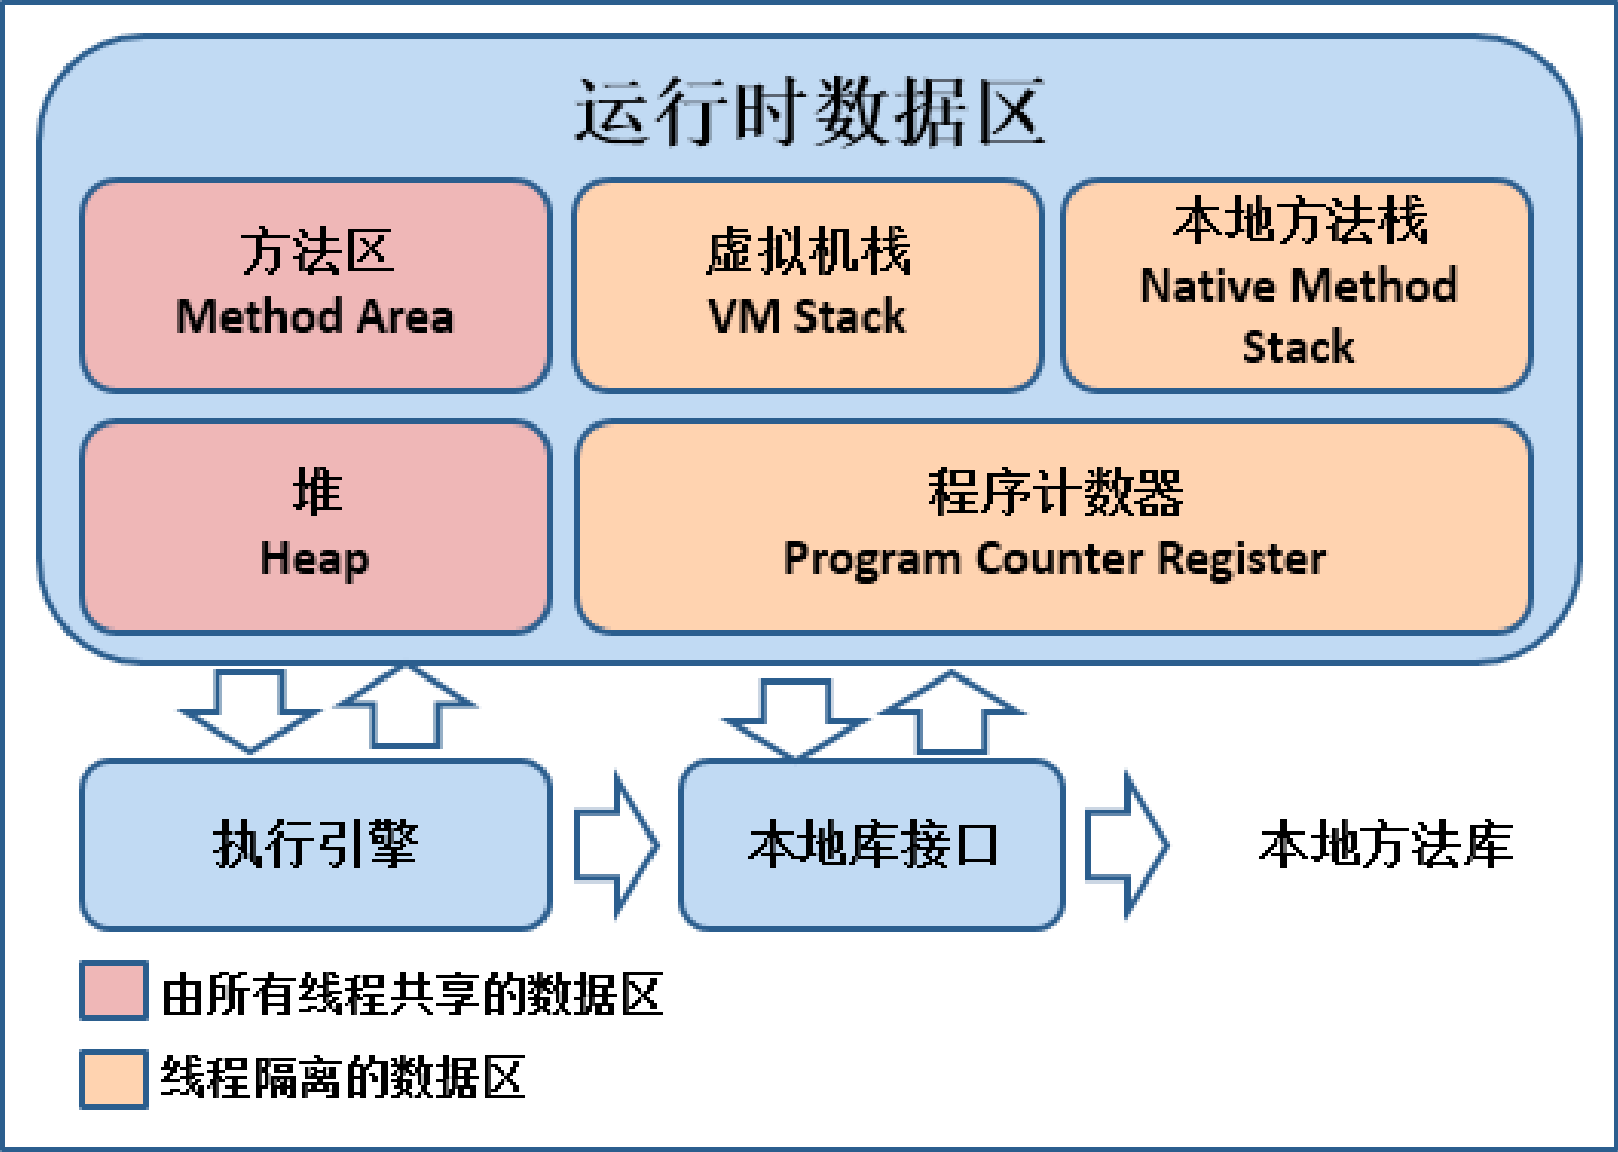 运行时数据区
方法区
Method Area
虚拟机栈
VM Stack
本地方法栈
Native Method
Stack
堆
Heap
程序计数器
Program Counter Register
执行引擎
本地库接口
本地方法库
由所有线程共享的数据区
线程隔离的数据区